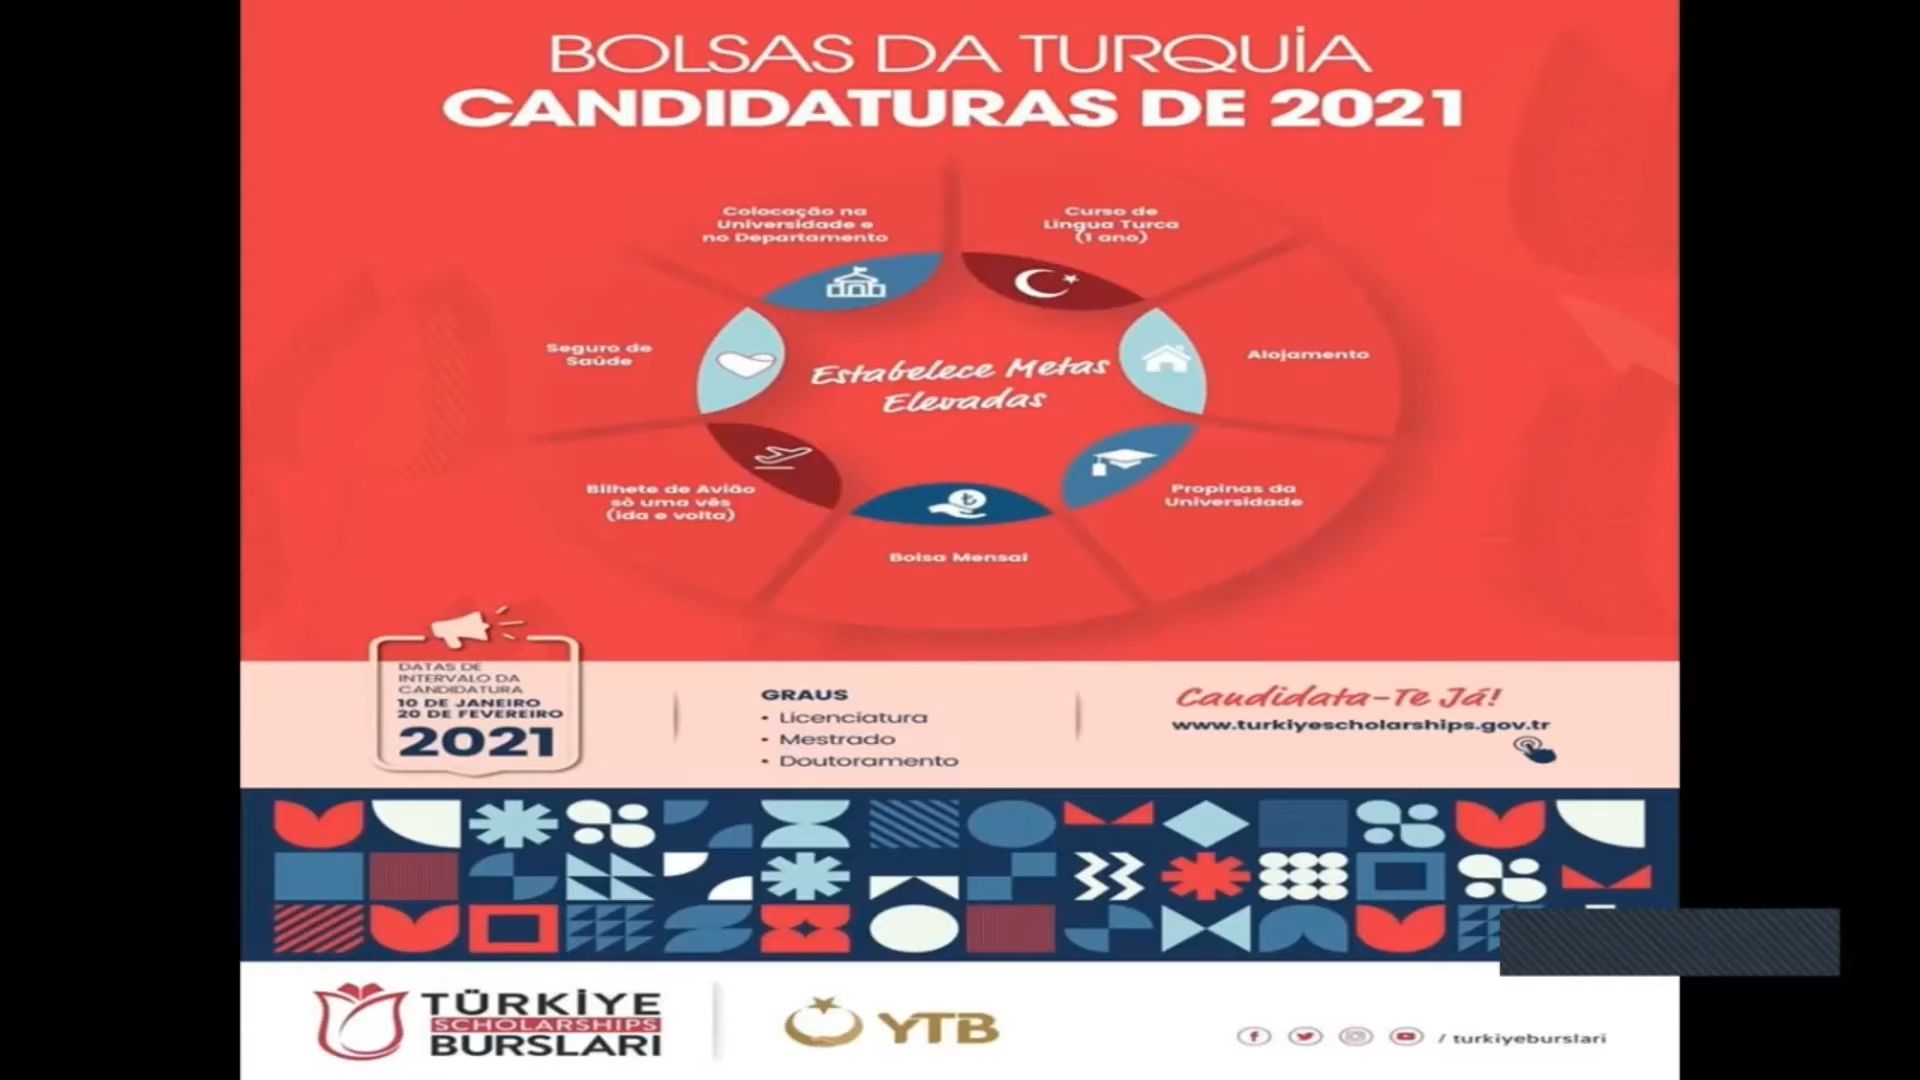 BOLSAS DA TURQUİA
CANDIDATURAS DE 2021
Colocação na
Universidade e
no Departamento
Curso de
Língua Turca
(1 ano)
Seguro de
Saúde
Estabelece Metas
Elevadas
Alojamento
Bilhete de Avião
sò uma vês
(ida e volta)
Propinas da
Universidade
Bolsa Mensal
DATAS DE
INTERVALO DA
CANDIDATURA
10 DE JANEIRO
20 DE FEVEREIRO
2021
GRAUS
• Licenciatura
• Mestrado
• Doutoramento
Candidata-Te Já!
www.turkiyescholarships.gov.tr
TÜRKİYE
SCHOLARSHIPS
BURSLARI
YTB
/ turkiyeburslari